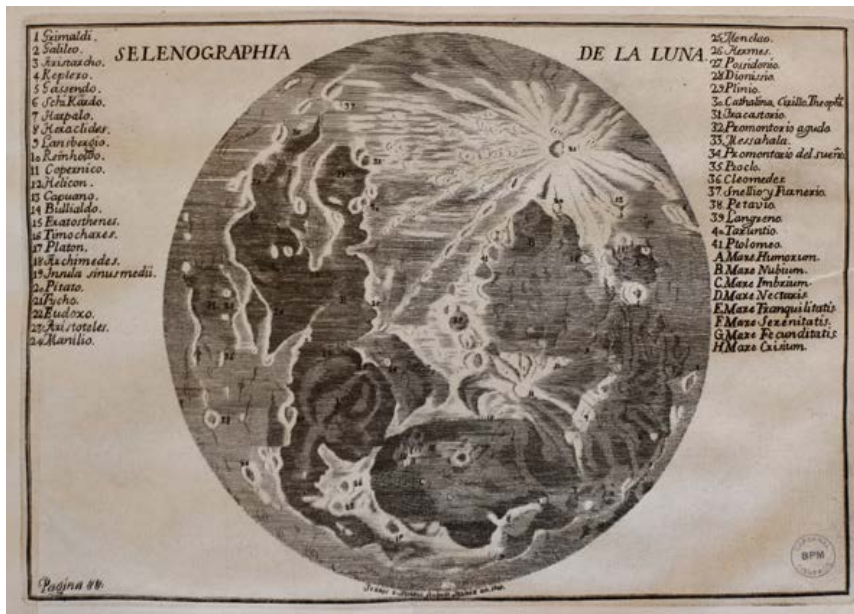 SELENOGRAPHIA DE LA LUNA.
1 Grimaldi.
2 Galileo.
3 Aristarcho.
4 Keplero.
5 Gassendo.
6 Schikardo.
7 Harpalo.
8 Heraclides.
9 Lansbergio.
10 Reinholdo.
11 Copernico.
12 Helicon.
13 Capuano.
14 Bullialdo.
15 Eratosthenes.
16 Timochares.
17 Platon.
18 Archimedes.
19 Insula sinus medii.
20 Pitato.
21 Tycho.
22 Eudoxo.
23 Aristoteles.
24 Manilio.
25 Menelao.
26 Hermes.
27 Possidonio.
28 Dionissio.
29 Plinio.
30 Cathalina, Cirillo, Theoph
31 Fracastorio.
32 Promontorio agudo
33 Messahala.
34 Promontorio del sueño.
35 Proclo.
36 Cleomedes
37 Snellio y Furnerio.
38 Petavio.
39 Langreno.
40 Taruntio.
41 Ptolomeo.
A Mare Humorum.
B Mare Nubium.
C Mare Imbrium.
D Mare Nectaris.
E Mare Tranquilitatis.
F Mare Serenitatis.
G Mare Fecunditatis.
H Mare Crisium.
Pagina 88.
BPM